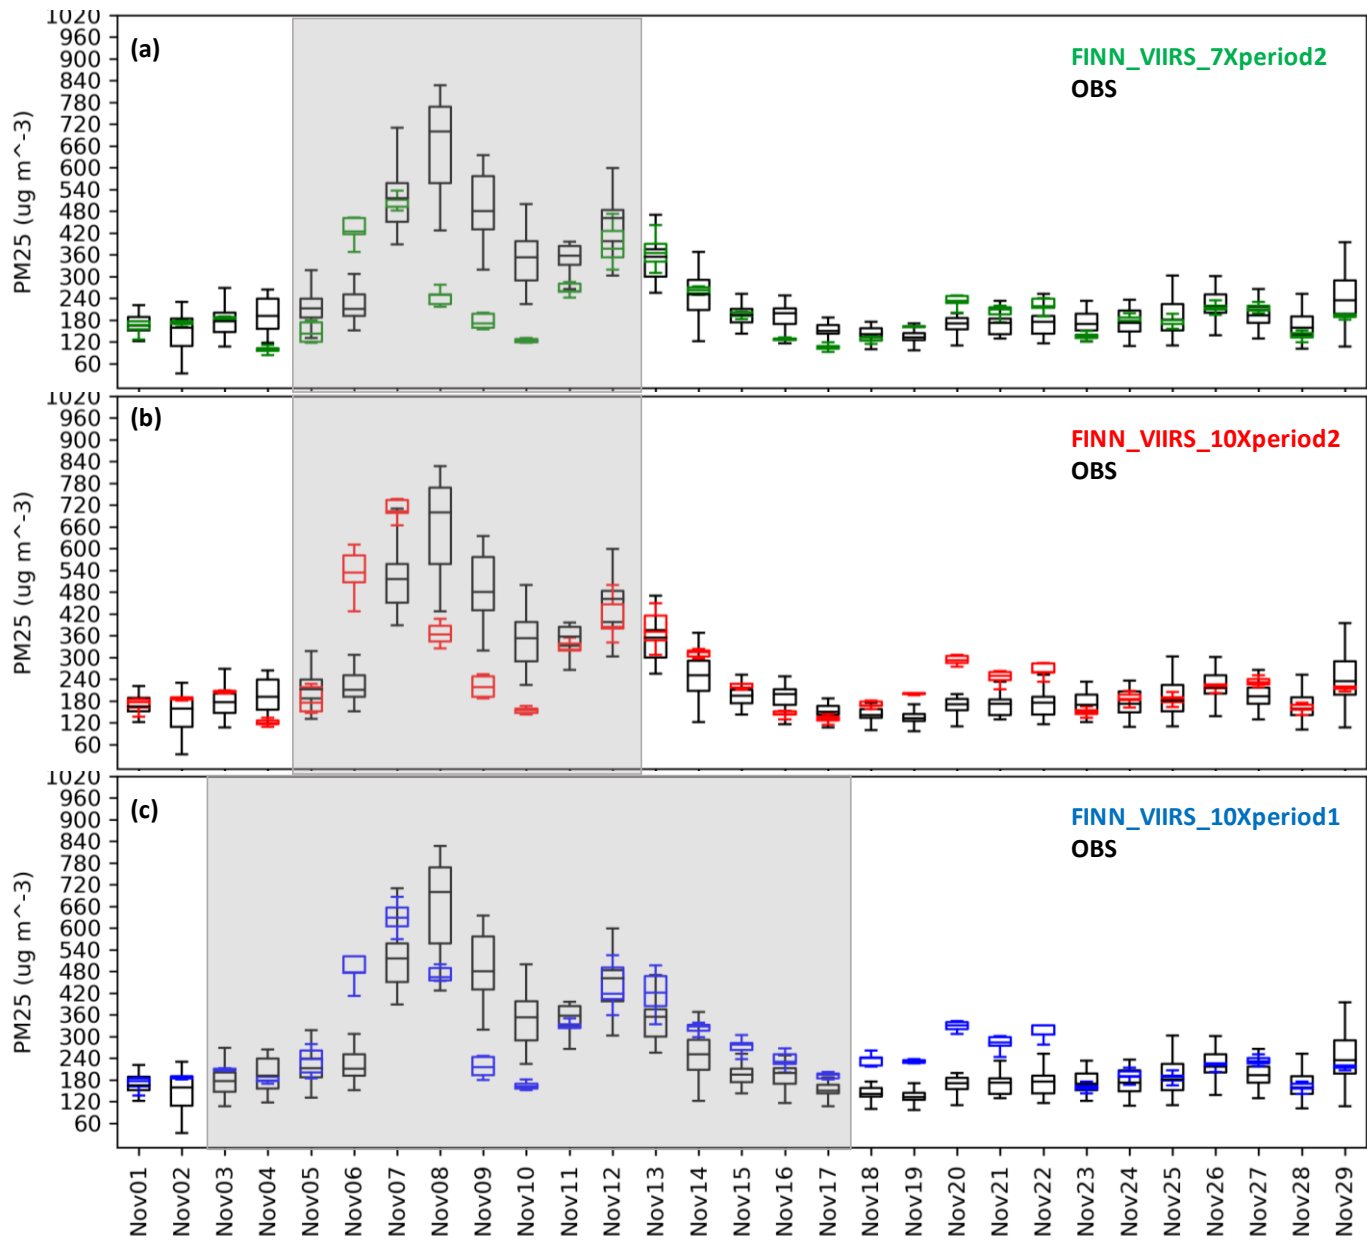 1020
960
900
840
780
720
660
600
540
480
420
360
300
240
180
120
60
PM25 (ug m^-3)
(a)
FINN_VIIRS_7Xperiod2
OBS
1020
960
900
840
780
720
660
600
540
480
420
360
300
240
180
120
60
PM25 (ug m^-3)
(b)
FINN_VIIRS_10Xperiod2
OBS
1020
960
900
840
780
720
660
600
540
480
420
360
300
240
180
120
60
PM25 (ug m^-3)
(c)
FINN_VIIRS_10Xperiod1
OBS
Nov01
Nov02
Nov03
Nov04
Nov05
Nov06
Nov07
Nov08
Nov09
Nov10
Nov11
Nov12
Nov13
Nov14
Nov15
Nov16
Nov17
Nov18
Nov19
Nov20
Nov21
Nov22
Nov23
Nov24
Nov25
Nov26
Nov27
Nov28
Nov29